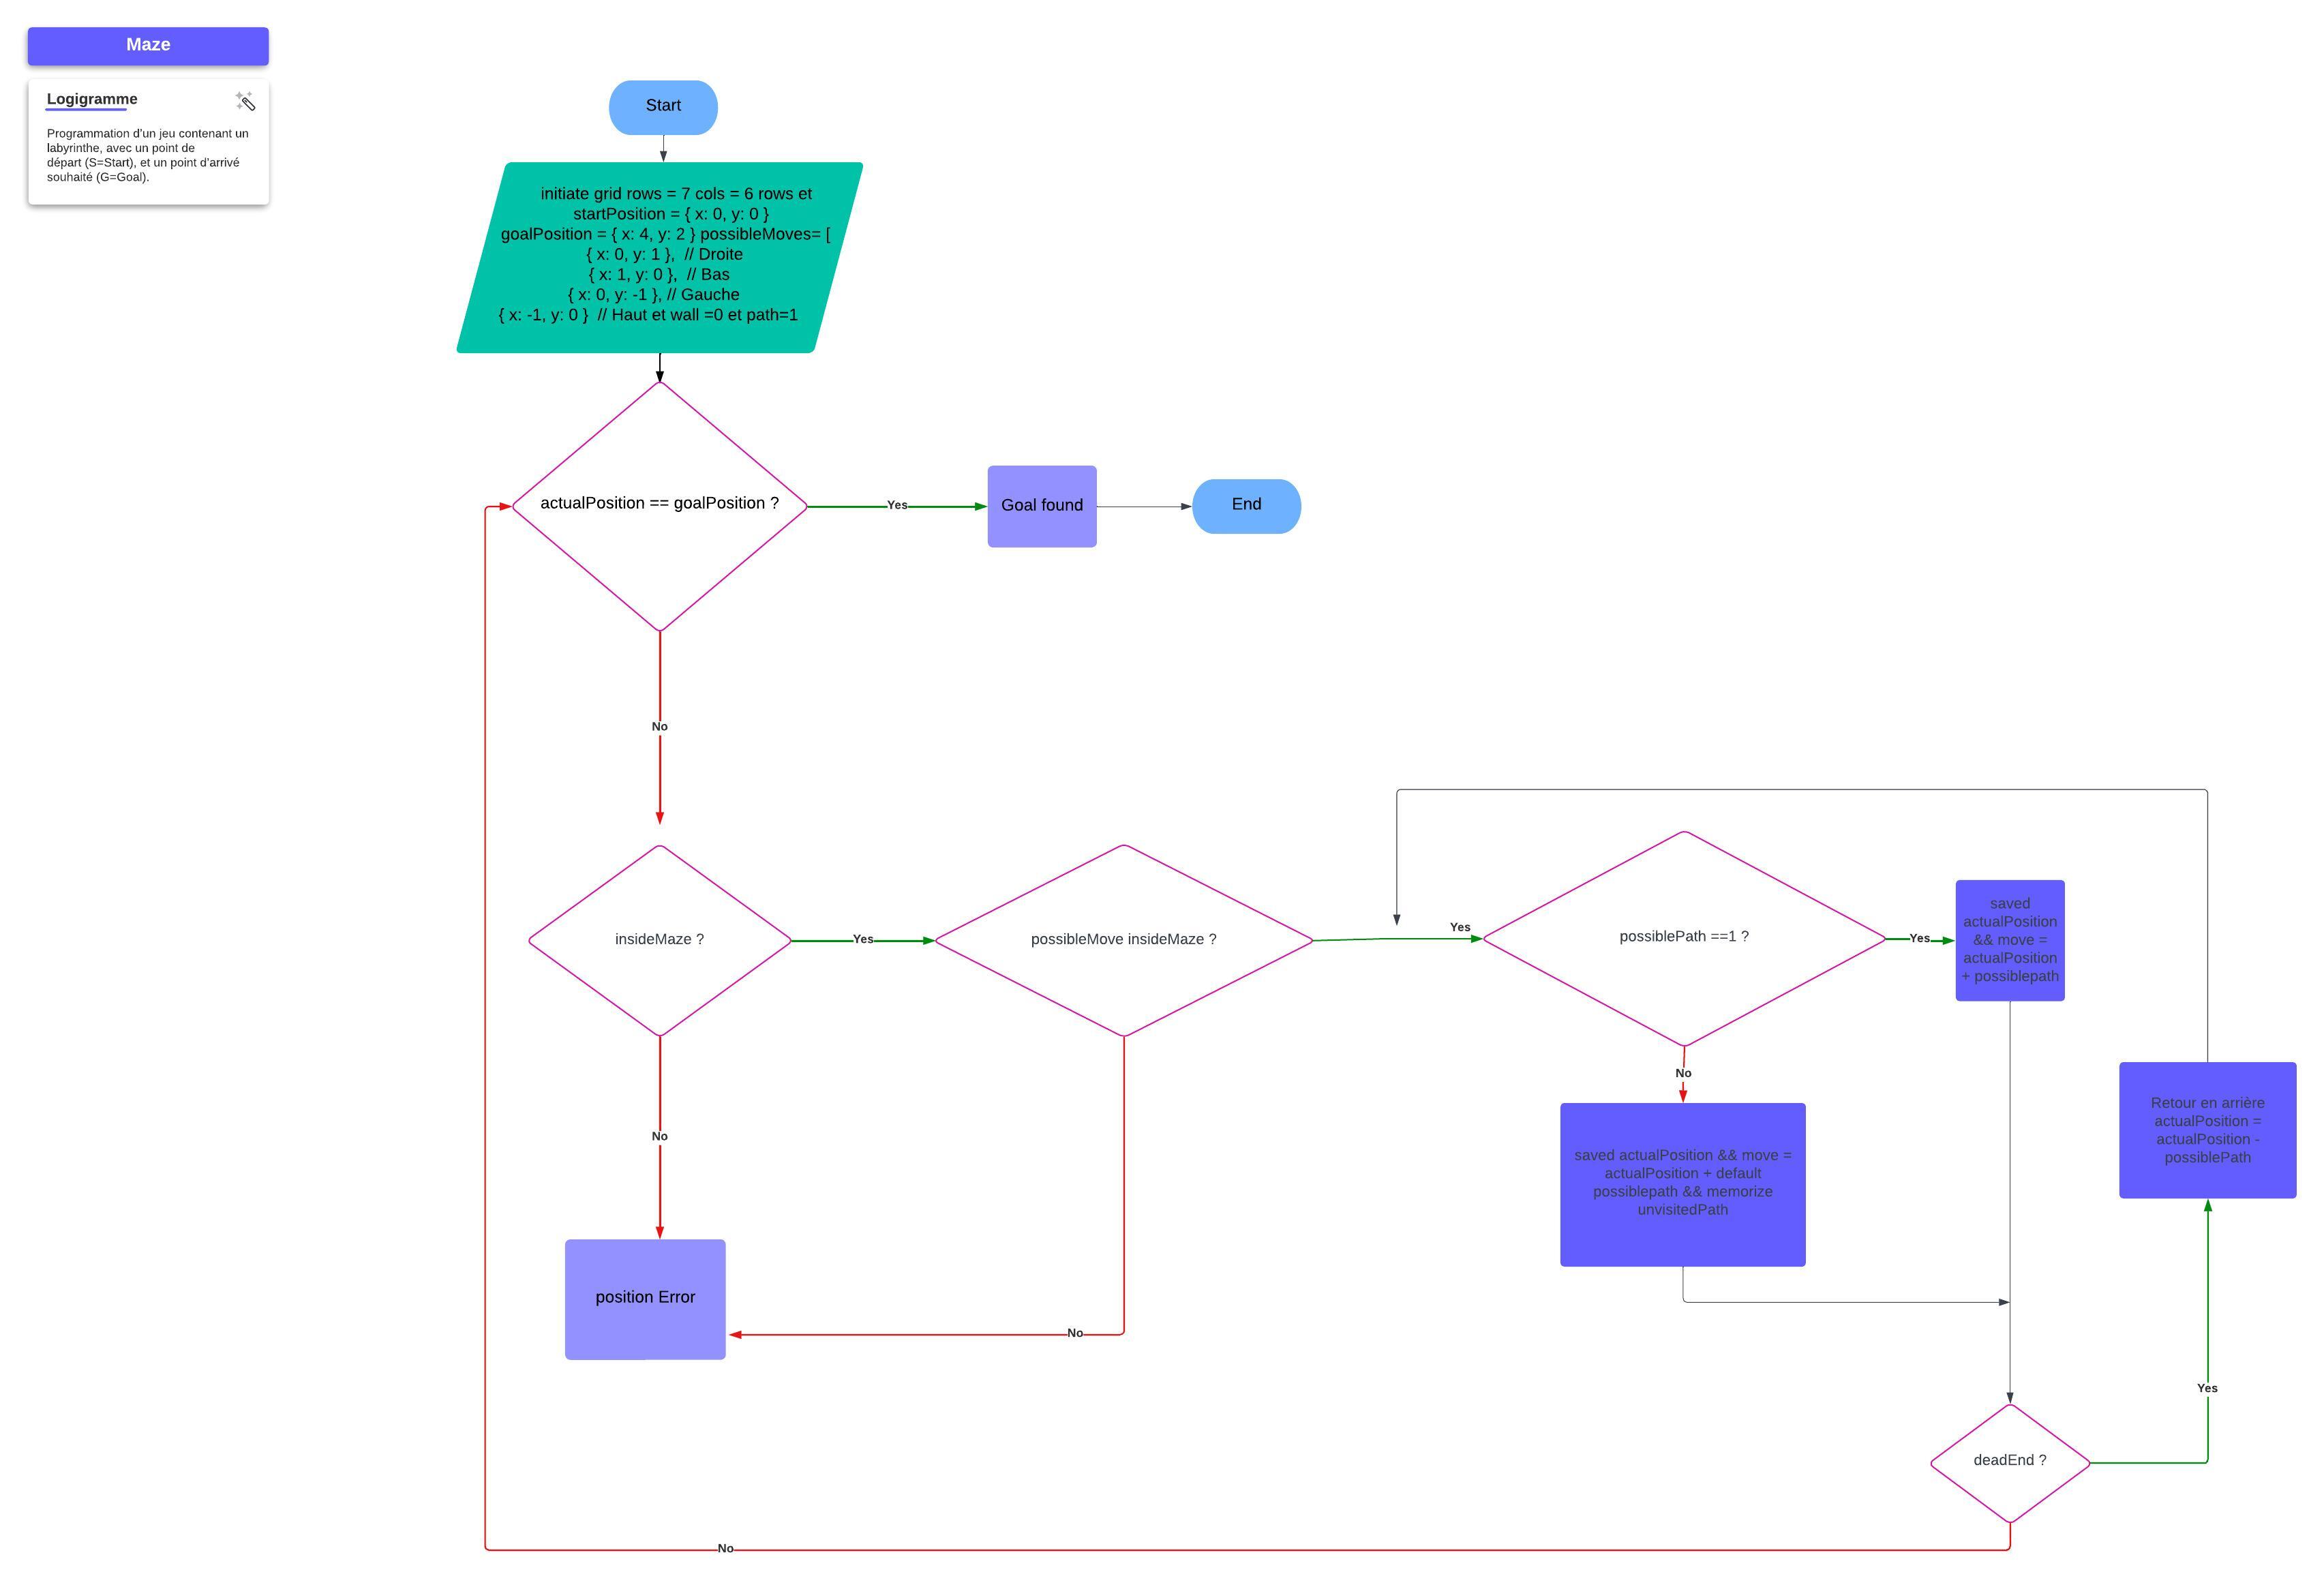 Maze
Logigramme
Programmation d'un jeu contenant un
labyrinthe, avec un point de
départ (S=Start), et un point d'arrivé
souhaité (G=Goal).
Start
initiate grid rows = 7 cols = 6 rows et
startPosition = { x: 0, y: 0 }
goalPosition = { x: 4, y: 2 } possibleMoves= [
{ x: 0, y: 1 },  // Droite
{ x: 1, y: 0 },  // Bas
{ x: 0, y: -1 }, // Gauche
{ x: -1, y: 0 }  // Haut et wall =0 et path=1
actualPosition == goalPosition ?
Yes
Goal found
End
No
insideMaze ?
Yes
possibleMove insideMaze ?
Yes
possiblePath ==1 ?
Yes
saved
actualPosition
&& move =
actualPosition
+ possiblepath
No
saved actualPosition && move =
actualPosition + default
possiblepath && memorize
unvisitedPath
Retour en arrière
actualPosition =
actualPosition -
possiblePath
No
position Error
No
Yes
deadEnd ?
No